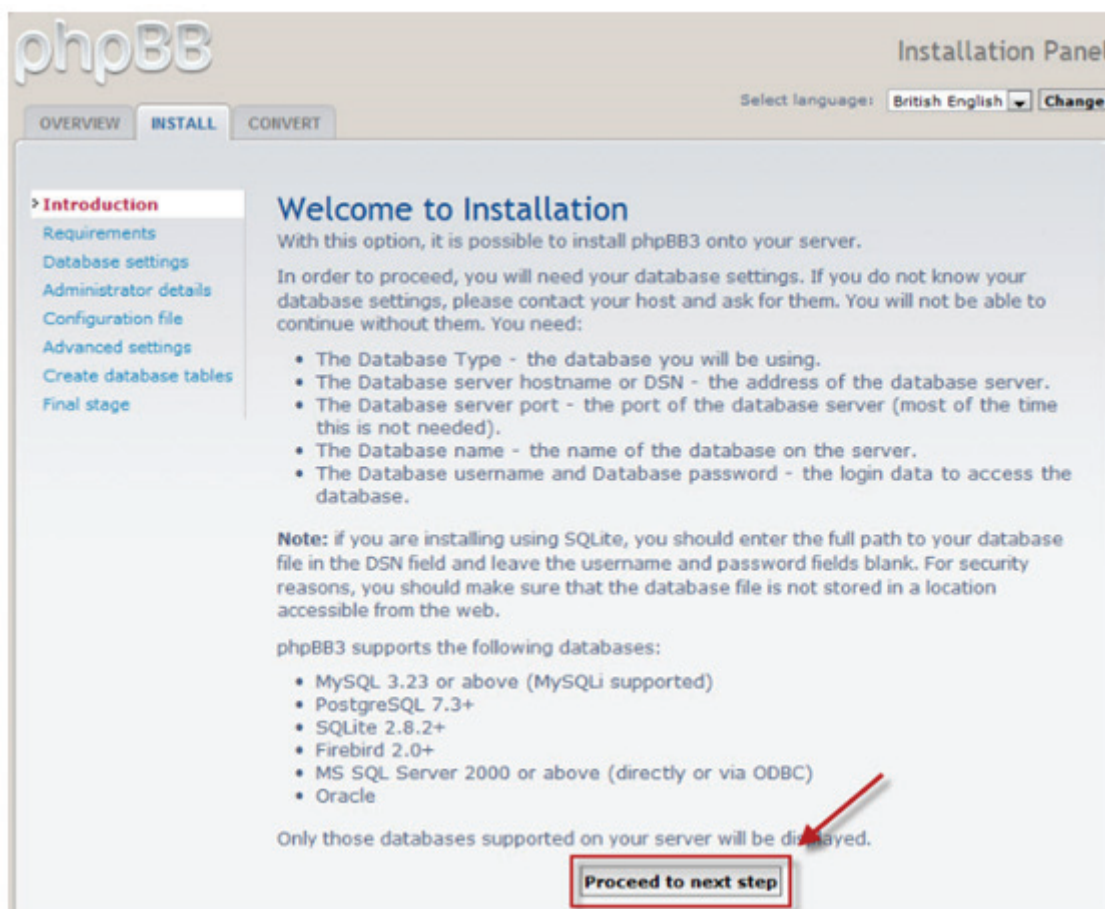 phpBB
Installation Panel
Select language: British English Change
OVERVIEW INSTALL CONVERT
Introduction
Requirements
Database settings
Administrator details
Configuration file
Advanced settings
Create database tables
Final stage
Welcome to Installation
With this option, it is possible to install phpBB3 onto your server.
In order to proceed, you will need your database settings. If you do not know your
database settings, please contact your host and ask for them. You will not be able to
continue without them. You need:
• The Database Type - the database you will be using.
• The Database server hostname or DSN - the address of the database server.
• The Database server port - the port of the database server (most of the time
this is not needed).
• The Database name - the name of the database on the server.
• The Database username and Database password - the login data to access the
database.
Note: if you are installing using SQLite, you should enter the full path to your database
file in the DSN field and leave the username and password fields blank. For security
reasons, you should make sure that the database file is not stored in a location
accessible from the web.
phpBB3 supports the following databases:
• MySQL 3.23 or above (MySQLi supported)
• PostgreSQL 7.3+
• SQLite 2.8.2+
• Firebird 2.0+
• MS SQL Server 2000 or above (directly or via ODBC)
• Oracle
Only those databases supported on your server will be displayed.
Proceed to next step